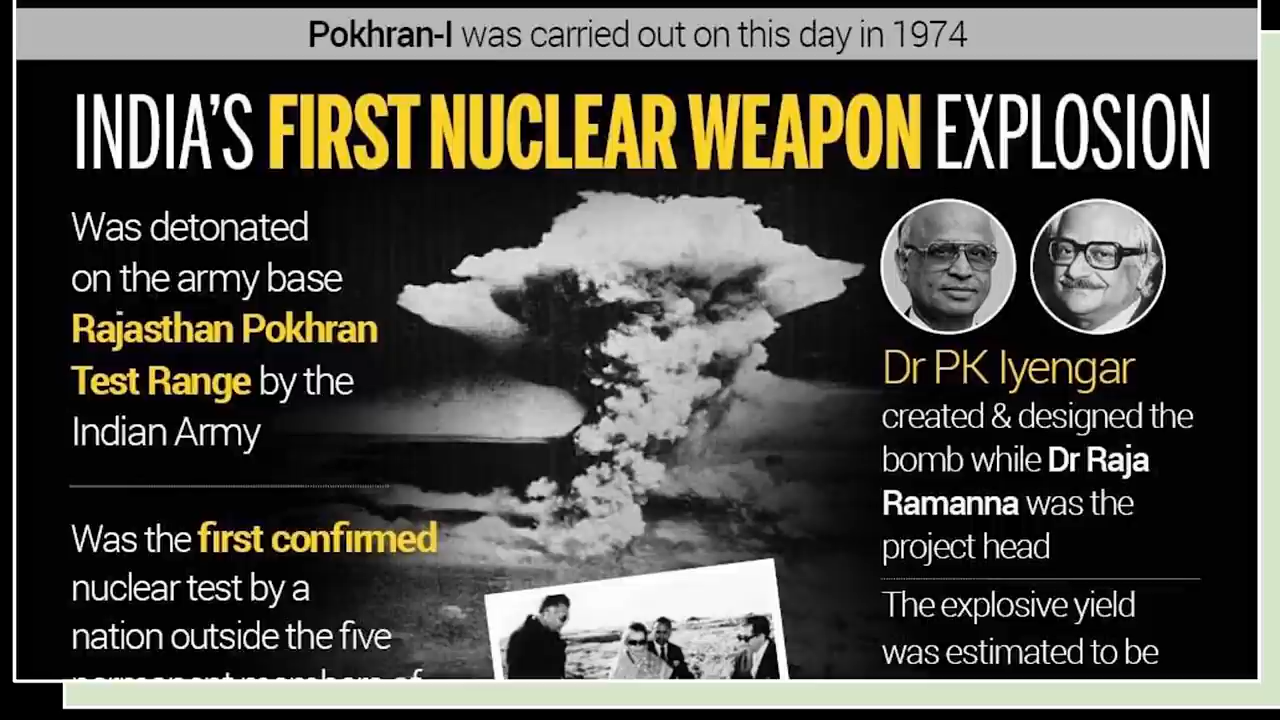 Pokhran-I was carried out on this day in 1974
INDIA'S FIRST NUCLEAR WEAPON EXPLOSION
Was detonated
on the army base
Rajasthan Pokhran
Test Range by the
Indian Army
Was the first confirmed
nuclear test by a
nation outside the five
permanent members of
Dr PK Iyengar
created & designed the
bomb while Dr Raja
Ramanna was the
project head
The explosive yield
was estimated to be